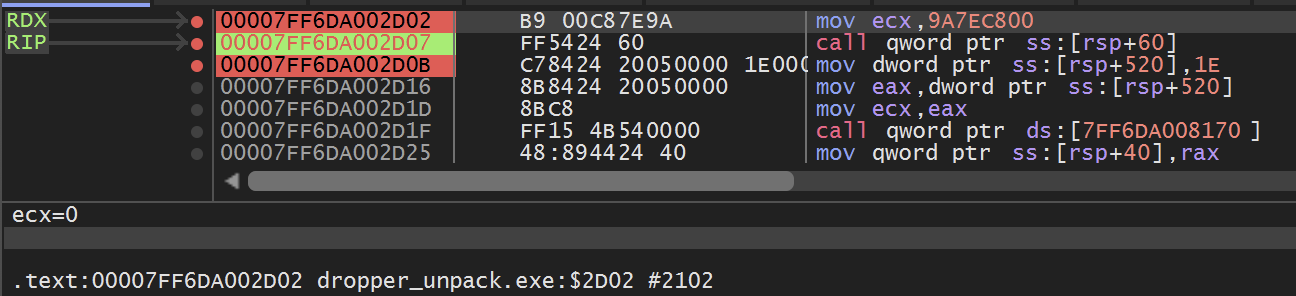 RDX 00007FF6DA002D02 B9 00C87E9A mov ecx,9A7EC800
RIP 00007FF6DA002D07 FF5424 60 call qword ptr ss:[rsp+60]
00007FF6DA002D0B C78424 20050000 1E000 mov dword ptr ss:[rsp+520],1E
00007FF6DA002D16 8B8424 20050000 mov eax,dword ptr ss:[rsp+520]
00007FF6DA002D1D 8BC8 mov ecx,eax
00007FF6DA002D1F FF15 4B540000 call qword ptr ds:[7FF6DA008170 ]
00007FF6DA002D25 48:894424 40 mov qword ptr ss:[rsp+40],rax
ecx=0
.text:00007FF6DA002D02 dropper_unpack.exe:$2D02 #2102